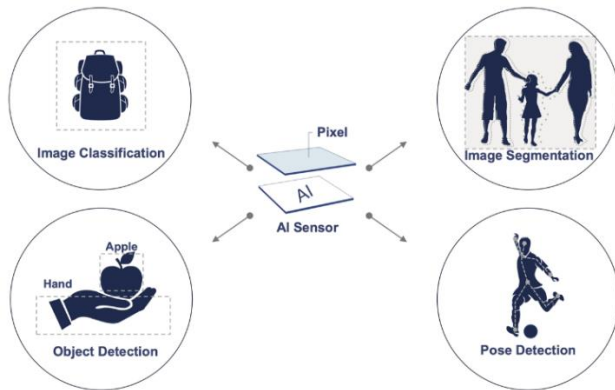 Image Classification
Pixel
AI
AI Sensor
Image Segmentation
Apple
Hand
Object Detection
Pose Detection